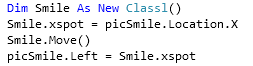 Dim Smile As New Class1()
Smile.xspot = picSmile.Location.X
Smile.Move()
picSmile.Left = Smile.xspot